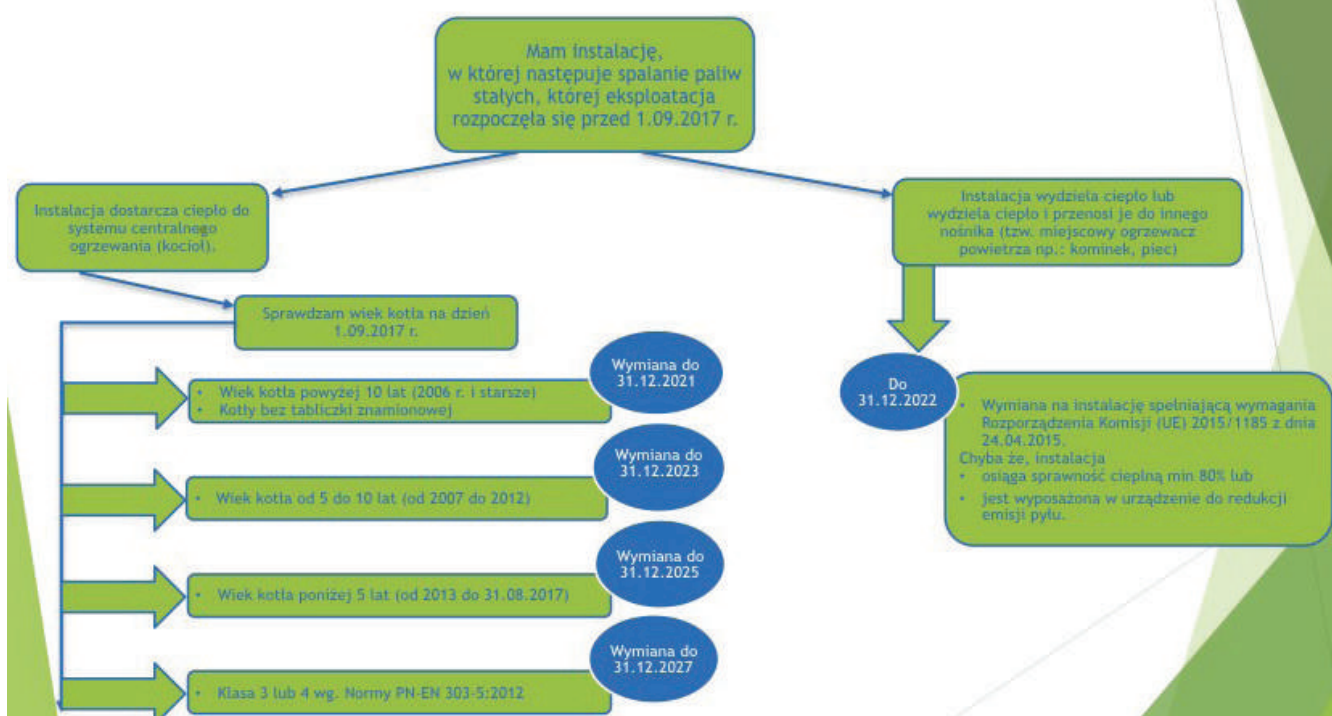 Mam instalację,
w której następuje spalanie paliw
stałych, której eksploatacja
rozpoczęła się przed 1.09.2017 r.
Instalacja dostarcza ciepło do
systemu centralnego
ogrzewania (kocioł).
Instalacja wydziela ciepło lub
wydziela ciepło i przenosi je do innego
nośnika (tzw. miejscowy ogrzewacz
powietrza np.: kominek, piec)
Sprawdzam wiek kotła na dzień
1.09.2017 r.
Wymiana do
31.12.2021
• Wiek kotła powyżej 10 lat (2006 r. i starsze)
• Kotły bez tabliczki znamionowej
Wymiana do
31.12.2023
• Wiek kotła od 5 do 10 lat (od 2007 do 2012)
Wymiana do
31.12.2025
• Wiek kotła poniżej 5 lat (od 2013 do 31.08.2017)
Wymiana do
31.12.2027
• Klasa 3 lub 4 wg. Normy PN-EN 303-5:2012
Do
31.12.2022
• Wymiana na instalację spełniającą wymagania
Rozporządzenia Komisji (UE) 2015/1185 z dnia
24.04.2015.
Chyba że, instalacja
• osiąga sprawność cieplną min 80% lub
• jest wyposażona w urządzenie do redukcji
emisji pyłu.